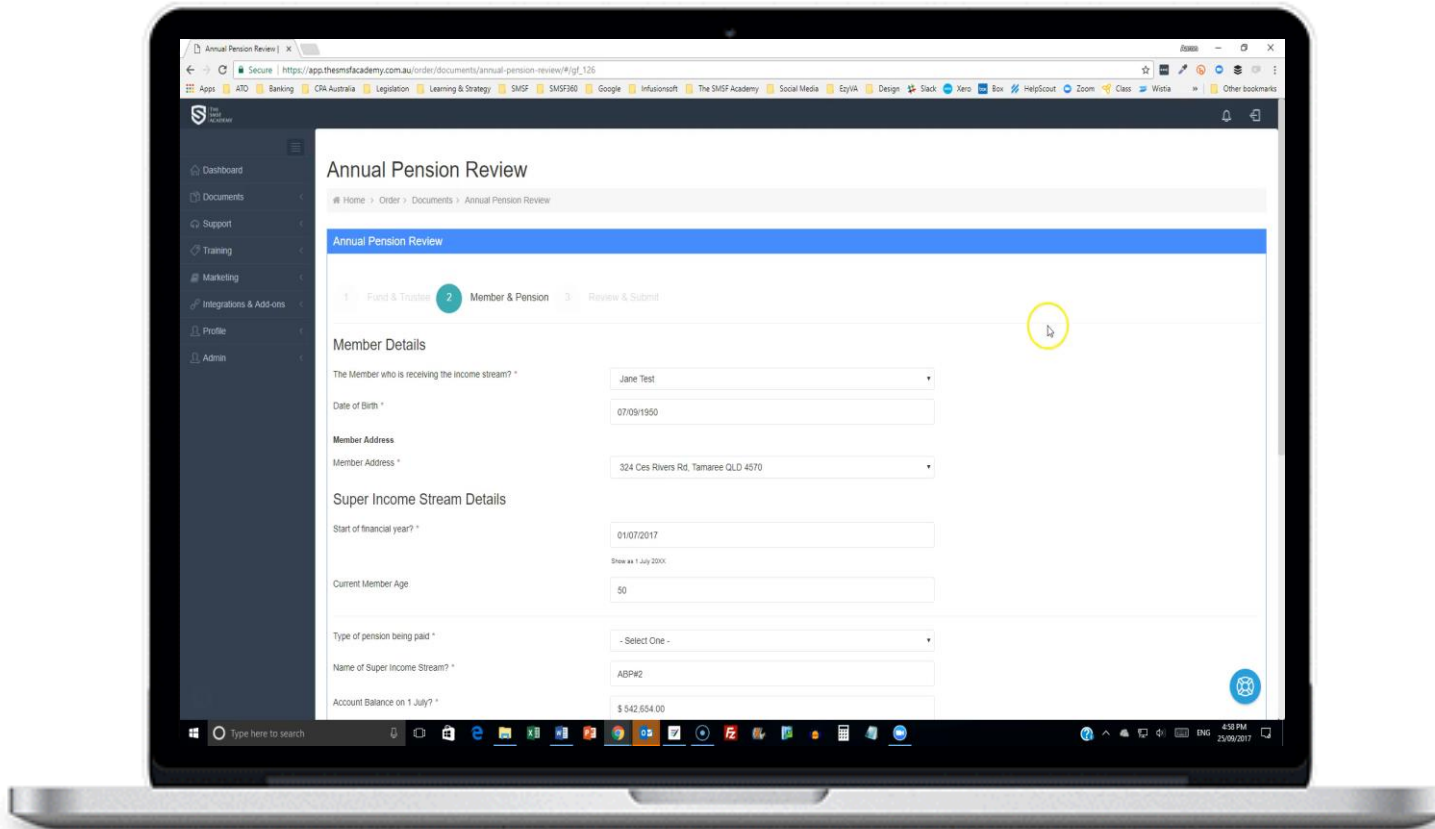 Annual Pension Review |
Secure | https://app.thesmsfacademy.com.au/order/documents/annual-pension-review/#/gf_126
Apps ATO Banking CPA Australia Legislation Learning & Strategy SMSF SMSF360 Google Infusionsoft The SMSF Academy Social Media EzyVA Design Slack Xero Box HelpScout Zoom Class Wistia » Other bookmarks
THE
SMSF
ACADEMY
Dashboard
Documents
Support
Training
Marketing
Integrations & Add-ons
Profile
Admin
Annual Pension Review
Home > Order > Documents > Annual Pension Review
Annual Pension Review
1 Fund & Trustee 2 Member & Pension 3 Review & Submit
Member Details
The Member who is receiving the income stream? * Jane Test
Date of Birth * 07/09/1950
Member Address
Member Address * 324 Ces Rivers Rd, Tamaree QLD 4570
Super Income Stream Details
Start of financial year? * 01/07/2017
Show as 1 July 20XX
Current Member Age 50
Type of pension being paid * - Select One -
Name of Super Income Stream? * ABP#2
Account Balance on 1 July? * $ 542,654.00
Type here to search
ENG 4:58 PM
25/09/2017